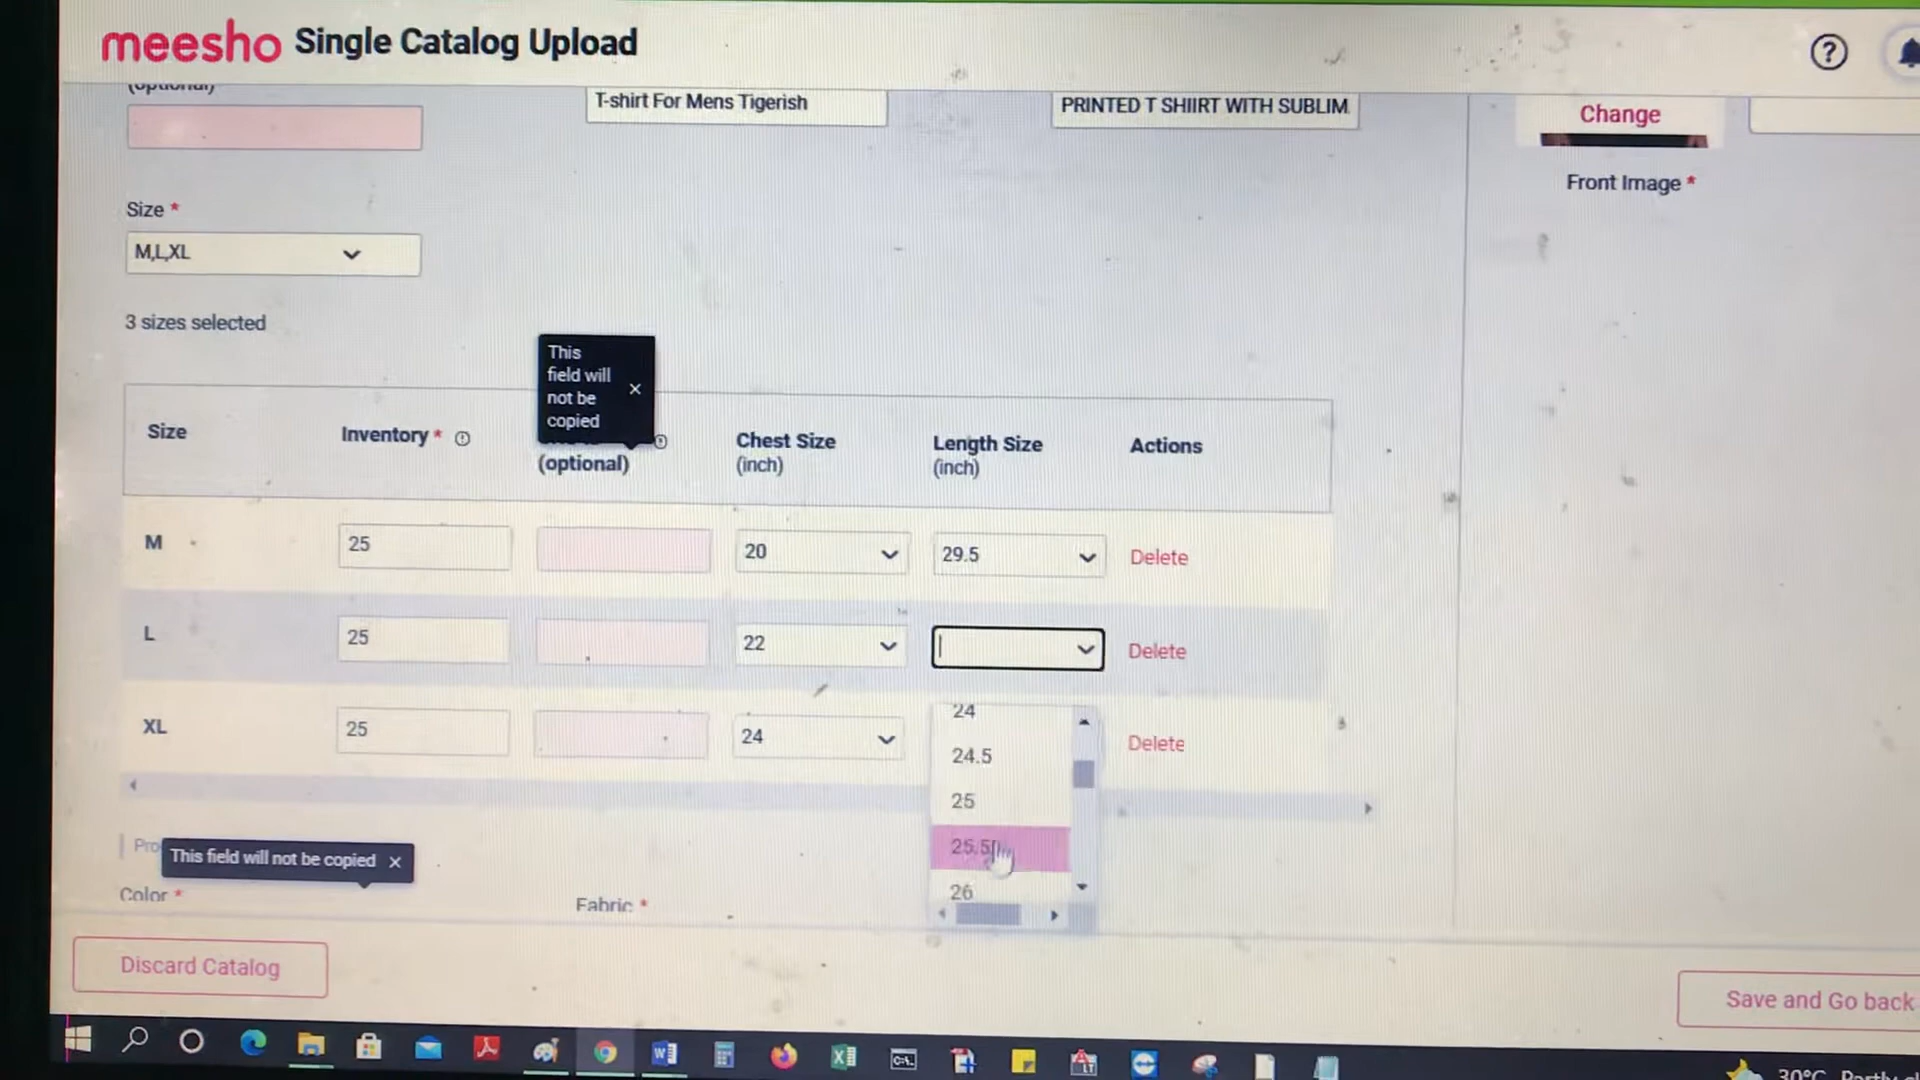 meesho Single Catalog Upload
(optional)
T-shirt For Mens Tigerish
PRINTED T SHIIRT WITH SUBLIM
Change
Front Image *
Size *
M,L,XL
3 sizes selected
This
field will
not be
copied
Size
Inventory *
(optional)
Chest Size
(inch)
Length Size
(inch)
Actions
M
25
20
29.5
Delete
L
25
22
Delete
XL
25
24
Delete
24
24.5
25
25.5
26
This field will not be copied
Color *
Fabric *
Discard Catalog
Save and Go back
30°C Partly